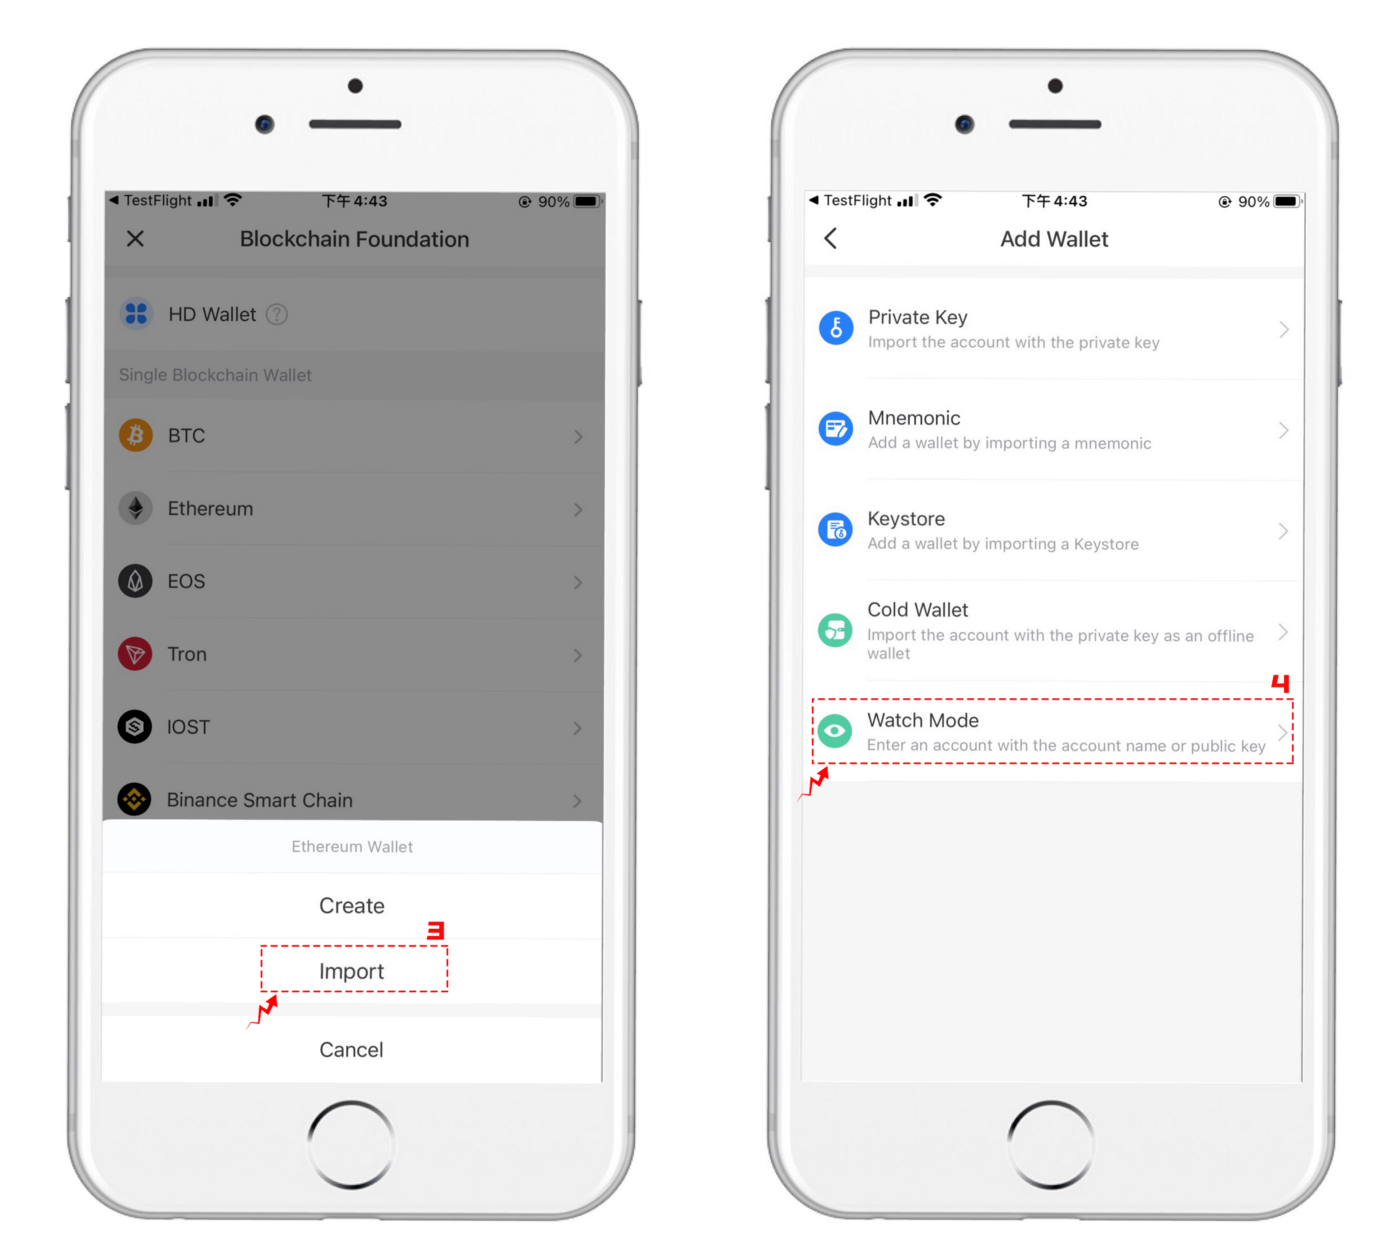 TestFlight
下午4:43
90%
Blockchain Foundation
HD Wallet ?
Single Blockchain Wallet
BTC
Ethereum
EOS
Tron
IOST
Binance Smart Chain
Ethereum Wallet
Create
3
Import
Cancel
TestFlight
下午4:43
90%
Add Wallet
Private Key
Import the account with the private key
Mnemonic
Add a wallet by importing a mnemonic
Keystore
Add a wallet by importing a Keystore
Cold Wallet
Import the account with the private key as an offline
wallet
4
Watch Mode
Enter an account with the account name or public key